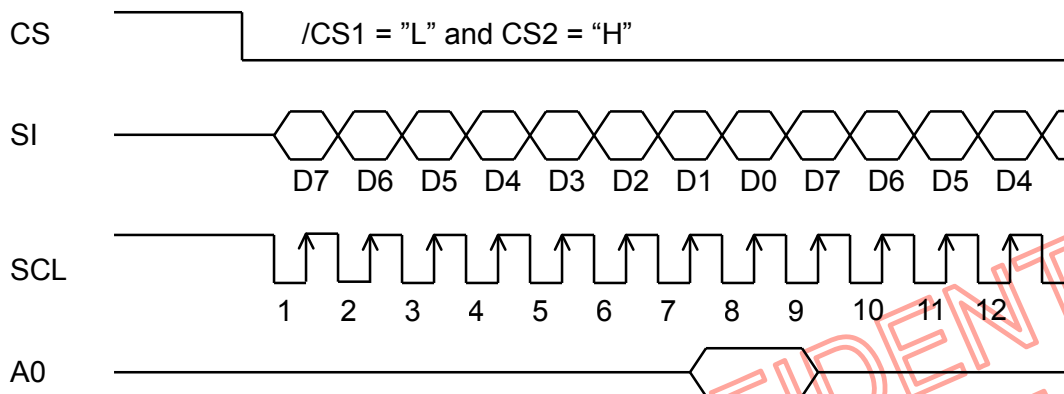 CS /CS1 = ”L” and CS2 = “H”
SI
D7 D6 D5 D4 D3 D2 D1 D0 D7 D6 D5 D4
SCL
1 2 3 4 5 6 7 8 9 10 11 12
A0